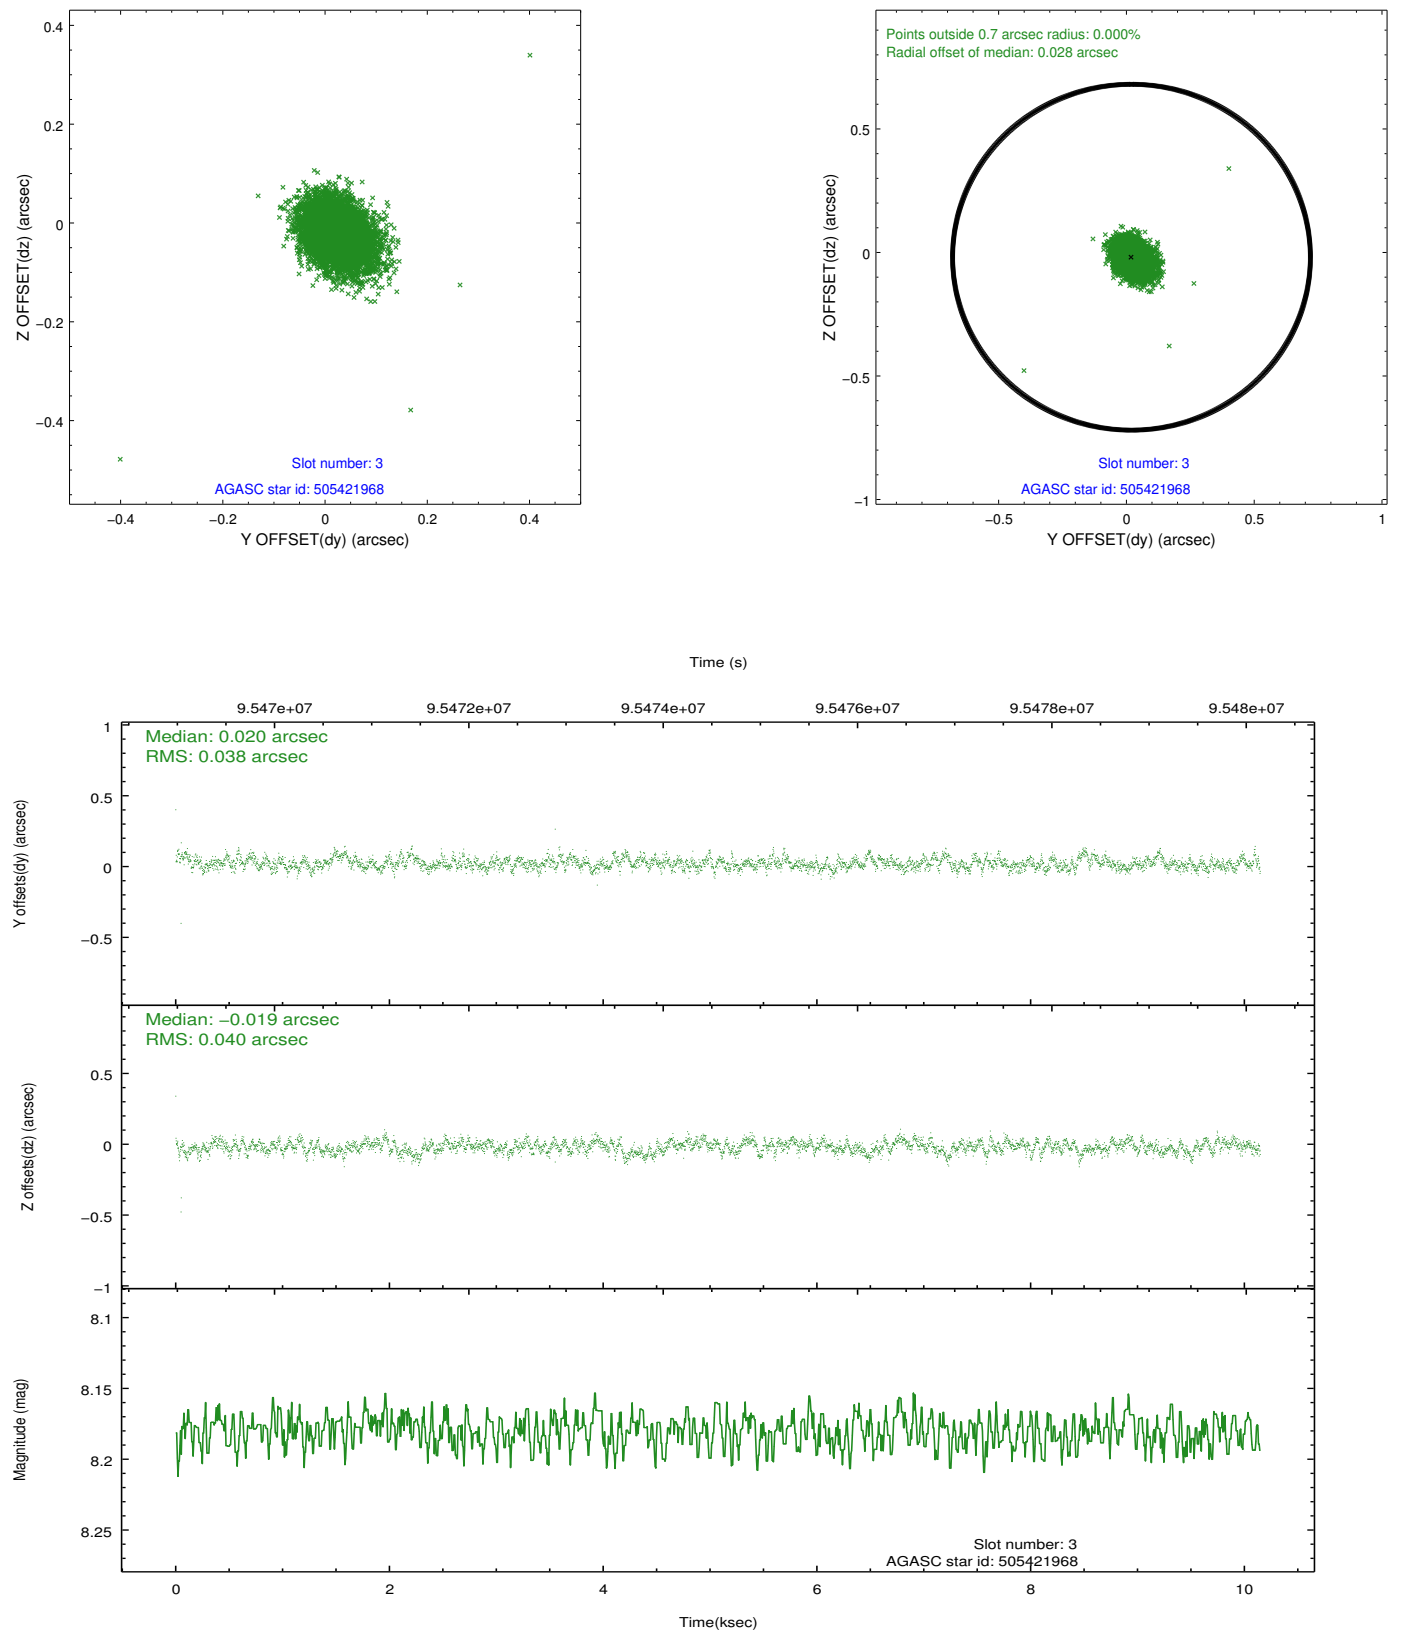 0.4
0.2
0
−0.2
−0.4
Z OFFSET(dz) (arcsec)
Slot number: 3
AGASC star id: 505421968
−0.4
−0.2
0
0.2
0.4
Y OFFSET(dy) (arcsec)
Points outside 0.7 arcsec radius: 0.000%
Radial offset of median: 0.028 arcsec
0.5
0
−0.5
−1
Z OFFSET(dz) (arcsec)
Slot number: 3
AGASC star id: 505421968
−0.5
0
0.5
1
Y OFFSET(dy) (arcsec)
Time (s)
9.547e+07
9.5472e+07
9.5474e+07
9.5476e+07
9.5478e+07
9.548e+07
Median: 0.020 arcsec
RMS: 0.038 arcsec
1
0.5
0
−0.5
Y offsets(dy) (arcsec)
Median: −0.019 arcsec
RMS: 0.040 arcsec
0.5
0
−0.5
−1
Z offsets(dz) (arcsec)
8.1
8.15
8.2
8.25
Magnitude (mag)
Slot number: 3
AGASC star id: 505421968
0
2
4
6
8
10
Time(ksec)